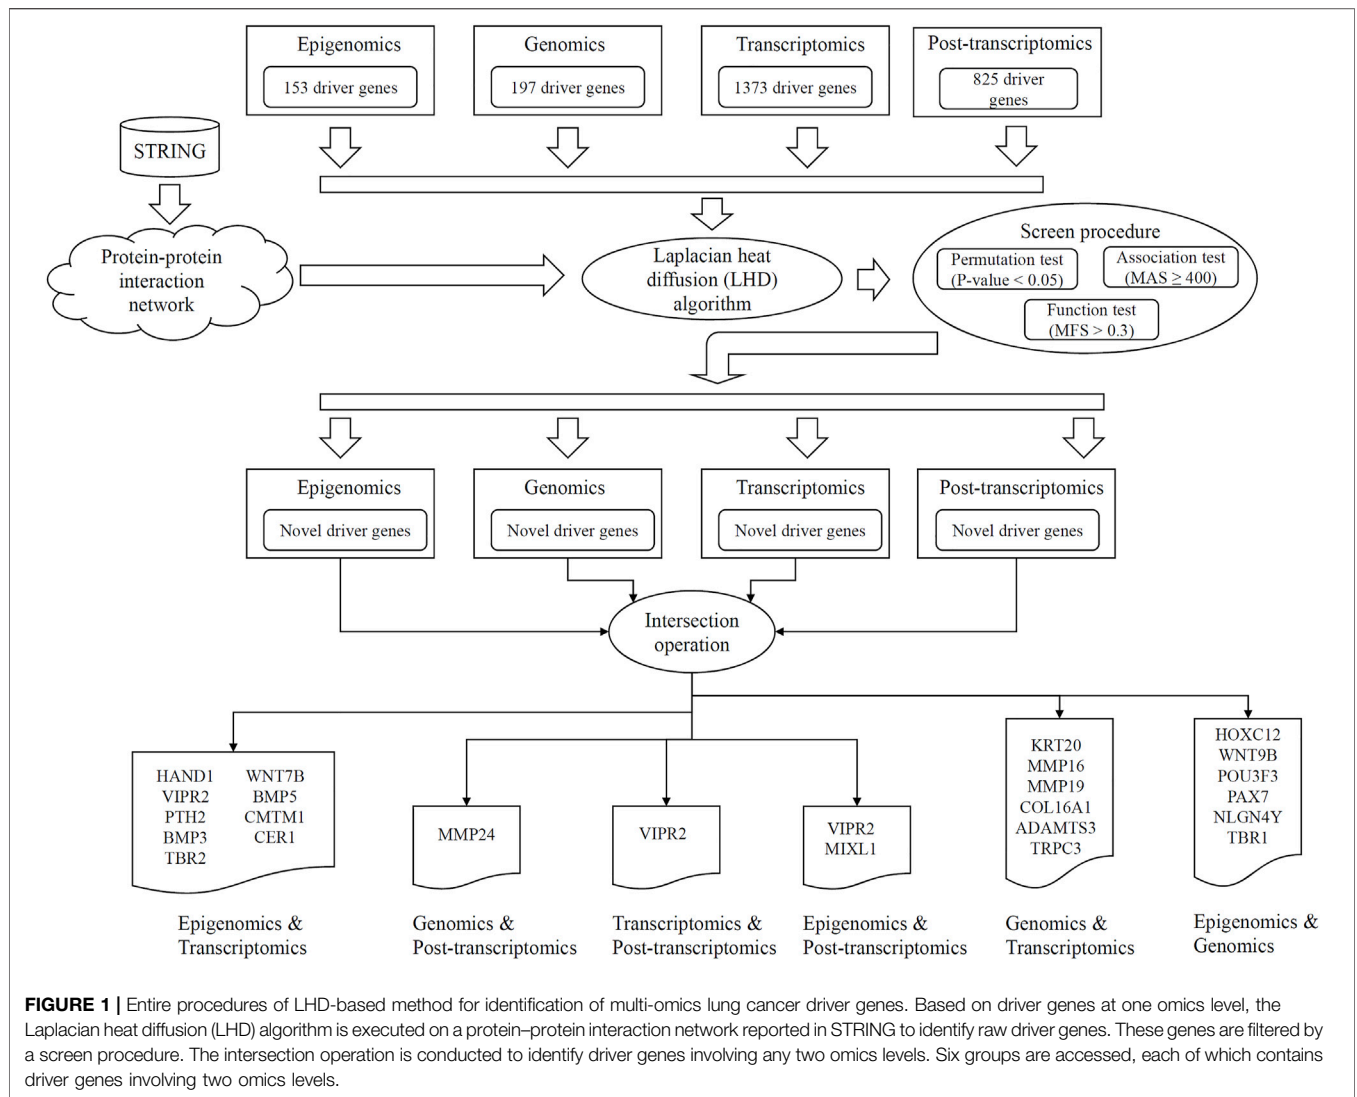 Epigenomics
153 driver genes
Genomics
197 driver genes
Transcriptomics
1373 driver genes
Post-transcriptomics
825 driver
genes
STRING
Protein-protein
interaction
network
Laplacian heat
diffusion (LHD)
algorithm
Screen procedure
Permutation test
(P-value < 0.05)
Association test
(MAS ≥ 400)
Function test
(MFS > 0.3)
Epigenomics
Novel driver genes
Genomics
Novel driver genes
Transcriptomics
Novel driver genes
Post-transcriptomics
Novel driver genes
Intersection
operation
HAND1
VIPR2
PTH2
BMP3
TBR2
WNT7B
BMP5
CMTM1
CER1
Epigenomics &
Transcriptomics
MMP24
Genomics &
Post-transcriptomics
VIPR2
Transcriptomics &
Post-transcriptomics
VIPR2
MIXL1
Epigenomics &
Post-transcriptomics
KRT20
MMP16
MMP19
COL16A1
ADAMTS3
TRPC3
Genomics &
Transcriptomics
HOXC12
WNT9B
POU3F3
PAX7
NLGN4Y
TBR1
Epigenomics &
Genomics
FIGURE 1 | Entire procedures of LHD-based method for identification of multi-omics lung cancer driver genes. Based on driver genes at one omics level, the
Laplacian heat diffusion (LHD) algorithm is executed on a protein–protein interaction network reported in STRING to identify raw driver genes. These genes are filtered by
a screen procedure. The intersection operation is conducted to identify driver genes involving any two omics levels. Six groups are accessed, each of which contains
driver genes involving two omics levels.